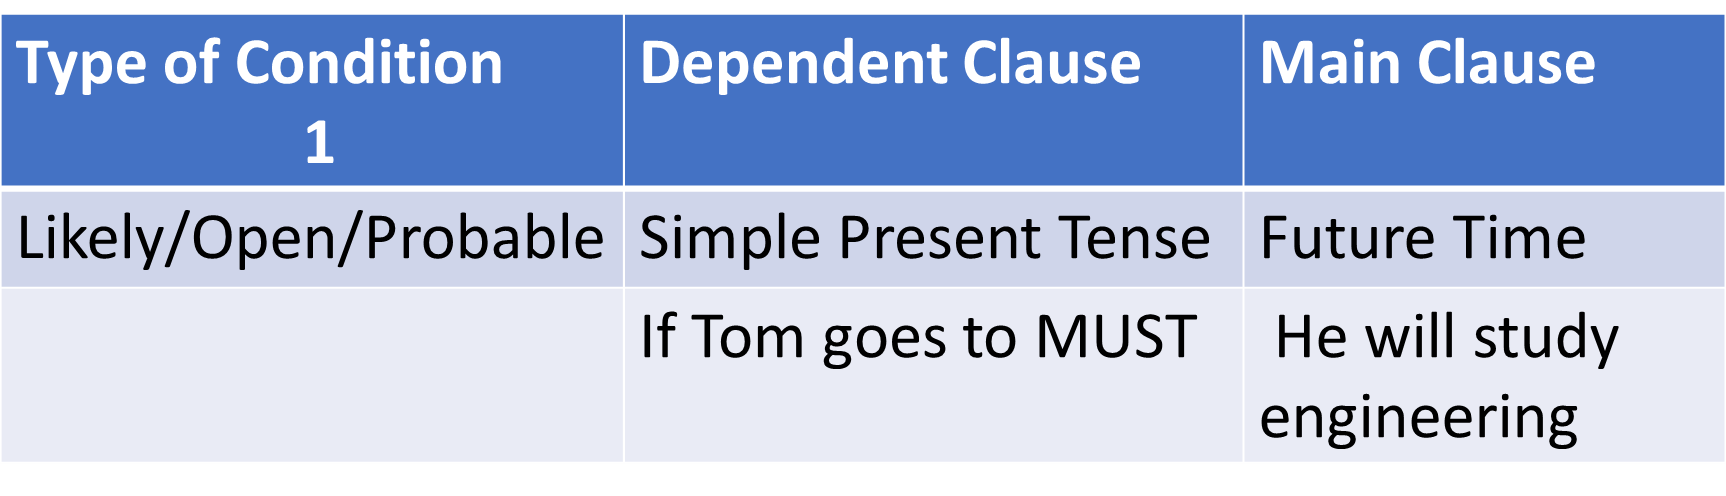 Type of Condition
1
Dependent Clause
Main Clause
Likely/Open/Probable
Simple Present Tense
Future Time
If Tom goes to MUST
He will study
engineering